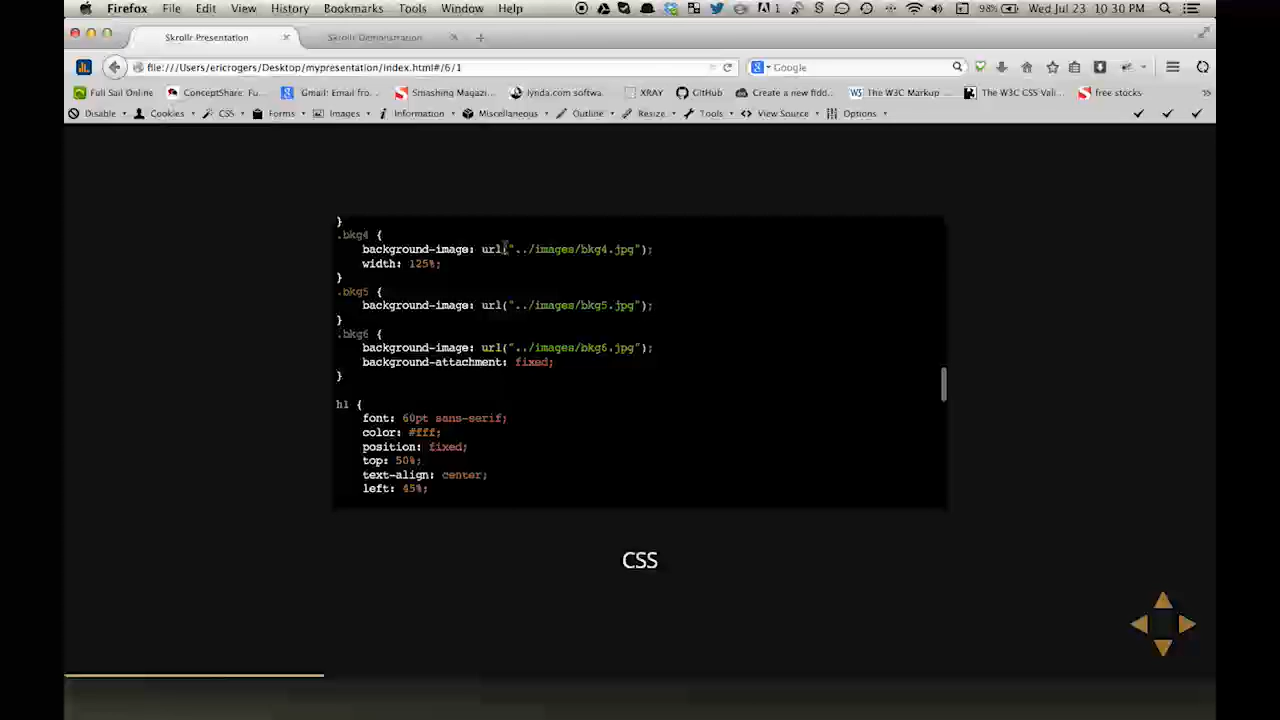 Firefox File Edit View History Bookmarks Tools Window Help 1 98% Wed Jul 23 10:30 PM
Skrollr Presentation Skrollr Demonstration
file:///Users/ericrogers/Desktop/mypresentation/index.html#/6/1 Google
Full Sail Online ConceptShare: Fu... Gmail: Email fro... Smashing Magazi... lynda.com softwa... XRAY GitHub Create a new fidd... The W3C Markup ... The W3C CSS Vali... free stocks
Disable Cookies CSS Forms Images Information Miscellaneous Outline Resize Tools View Source Options
}
.bkg4 {
background-image: url("../images/bkg4.jpg");
width: 125%;
}
.bkg5 {
background-image: url("../images/bkg5.jpg");
}
.bkg6 {
background-image: url("../images/bkg6.jpg");
background-attachment: fixed;
}
h1 {
font: 60pt sans-serif;
color: #fff;
position: fixed;
top: 50%;
text-align: center;
left: 45%;
CSS